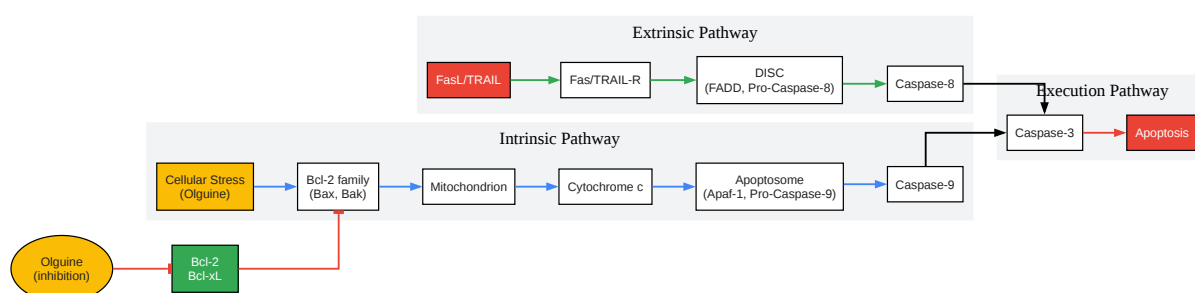 Extrinsic Pathway
FasL/TRAIL
Fas/TRAIL-R
DISC
(FADD, Pro-Caspase-8)
Caspase-8
Execution Pathway
Caspase-3
Apoptosis
Intrinsic Pathway
Cellular Stress
(Olguine)
Bcl-2 family
(Bax, Bak)
Mitochondrion
Cytochrome c
Apoptosome
(Apaf-1, Pro-Caspase-9)
Caspase-9
Olguine
(inhibition)
Bcl-2
Bcl-xL